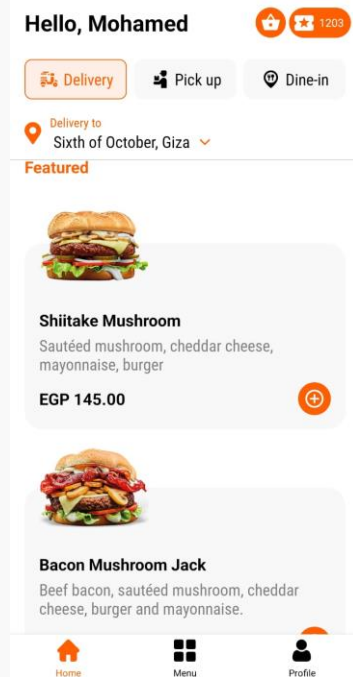 Hello, Mohamed
1203
Delivery
Pick up
Dine-in
Delivery to
Sixth of October, Giza
Featured
Shiitake Mushroom
Sautéed mushroom, cheddar cheese,
mayonnaise, burger
EGP 145.00
Bacon Mushroom Jack
Beef bacon, sautéed mushroom, cheddar
cheese, burger and mayonnaise.
Home
Menu
Profile